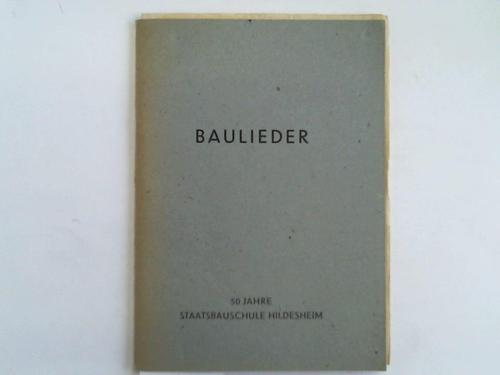 BAULIEDER
50 JAHRE
STAATSBAUSCHULE HILDESHEIM